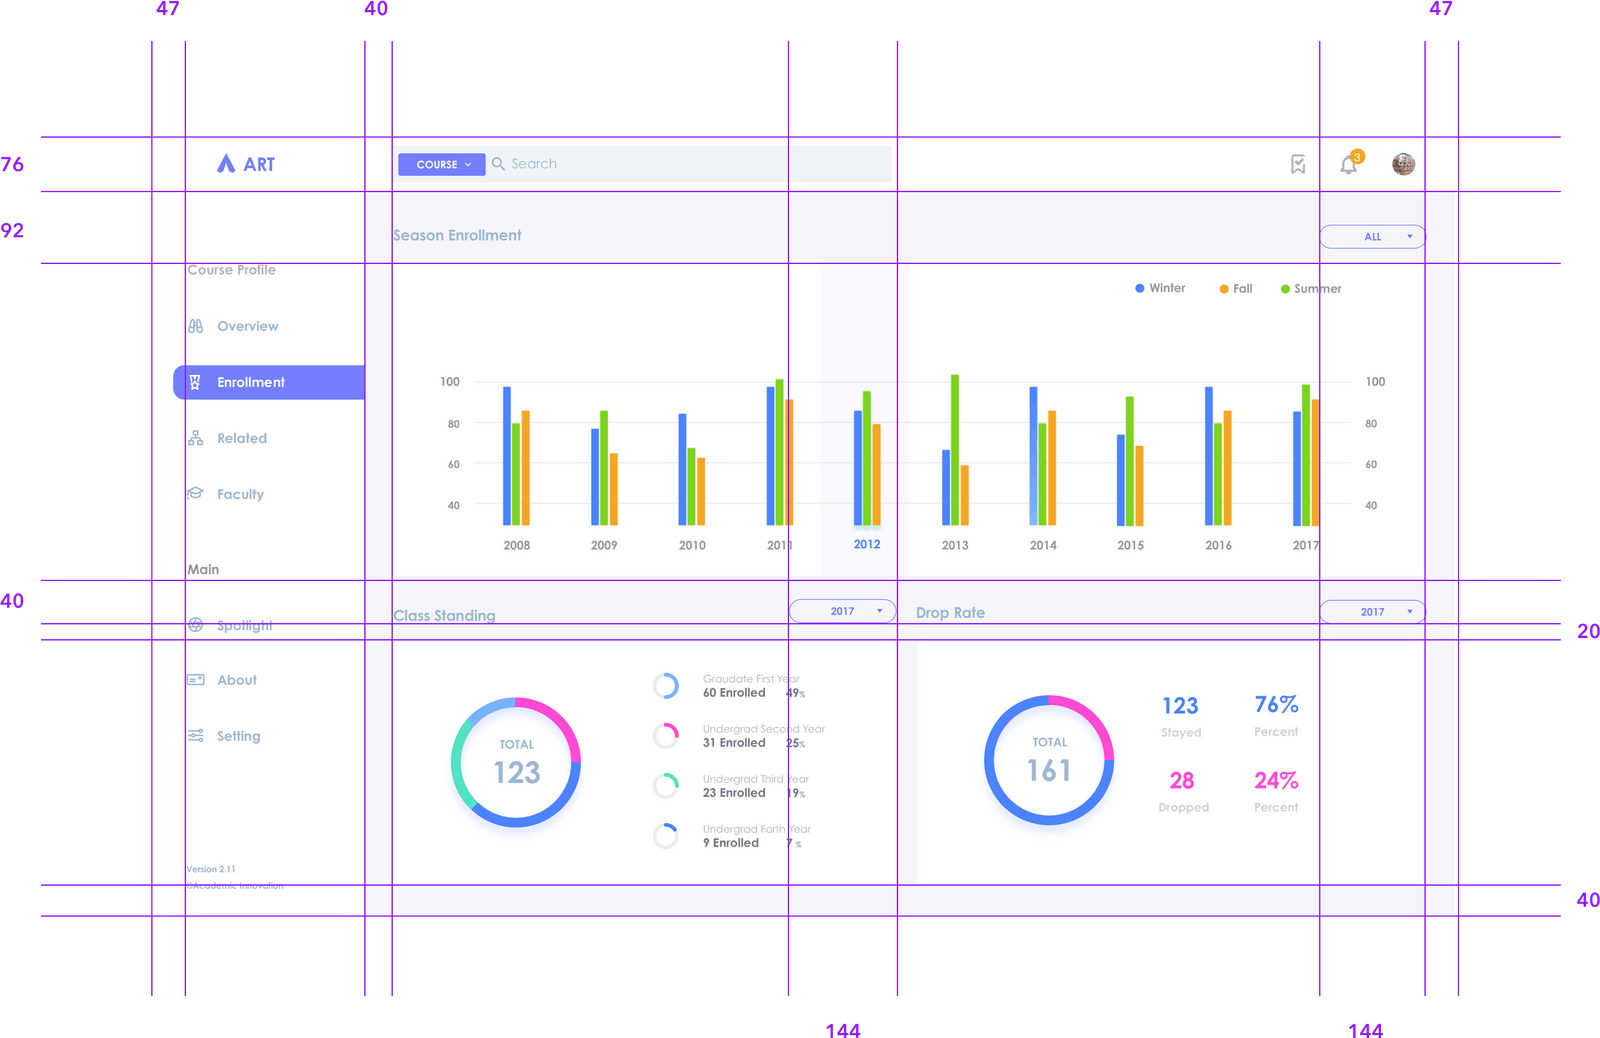 47 40 47
76
ART
COURSE
Search
3
92
Season Enrollment
ALL
Course Profile
Overview
Enrollment
Related
Faculty
Main
Spotlight
About
Setting
Version 2.11
©Academic Innovation
Winter Fall Summer
100 100
80 80
60 60
40 40
2008 2009 2010 2011 2012 2013 2014 2015 2016 2017
40
Class Standing
2017
Drop Rate
2017
20
TOTAL
123
Graudate First Year
60 Enrolled 49%
Undergrad Second Year
31 Enrolled 25%
Undergrad Third Year
23 Enrolled 19%
Undergrad Forth Year
9 Enrolled 7 %
TOTAL
161
123 76%
Stayed Percent
28 24%
Dropped Percent
40
144 144